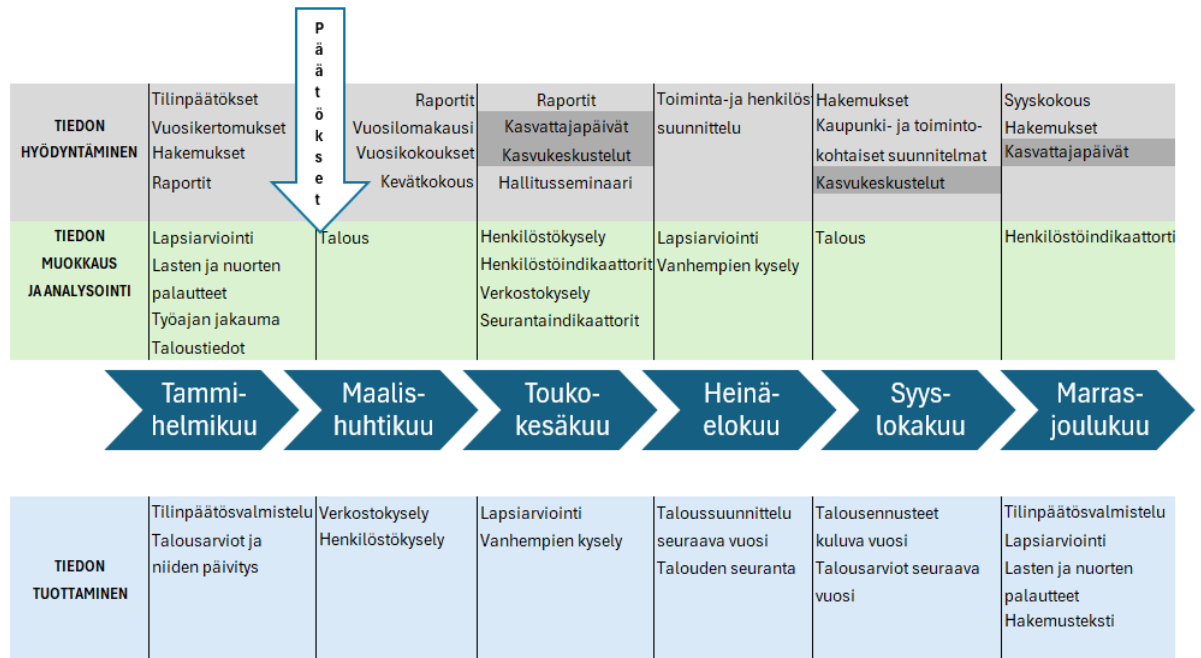 Päätökset
TIEDON
HYÖDYNTÄMINEN
Tilinpäätökset
Vuosikertomukset
Hakemukset
Raportit
Raportit
Vuosilomakausi
Vuosikokoukset
Kevätkokous
Raportit
Kasvattajapäivät
Kasvukeskustelut
Hallitusseminaari
Toiminta-ja henkilös
suunnittelu
Hakemukset
Kaupunki- ja toiminto-
kohtaiset suunnitelmat
Kasvukeskustelut
Syyskokous
Hakemukset
Kasvattajapäivät
TIEDON
MUOKKAUS
JA ANALYSOINTI
Lapsiarviointi
Lasten ja nuorten
palautteet
Työajan jakauma
Taloustiedot
Talous
Henkilöstökysely
Henkilöstöindikaattorit
Verkostokysely
Seurantaindikaattorit
Lapsiarviointi
Vanhempien kysely
Talous
Henkilöstöindikaattorti
Tammi-
helmikuu
Maalis-
huhtikuu
Touko-
kesäkuu
Heinä-
elokuu
Syys-
lokakuu
Marras-
joulukuu
TIEDON
TUOTTAMINEN
Tilinpäätösvalmistelu
Talousarviot ja
niiden päivitys
Verkostokysely
Henkilöstökysely
Lapsiarviointi
Vanhempien kysely
Taloussuunnittelu
seuraava vuosi
Talouden seuranta
Talousennusteet
kuluva vuosi
Talousarviot seuraava
vuosi
Tilinpäätösvalmistelu
Lapsiarviointi
Lasten ja nuorten
palautteet
Hakemusteksti